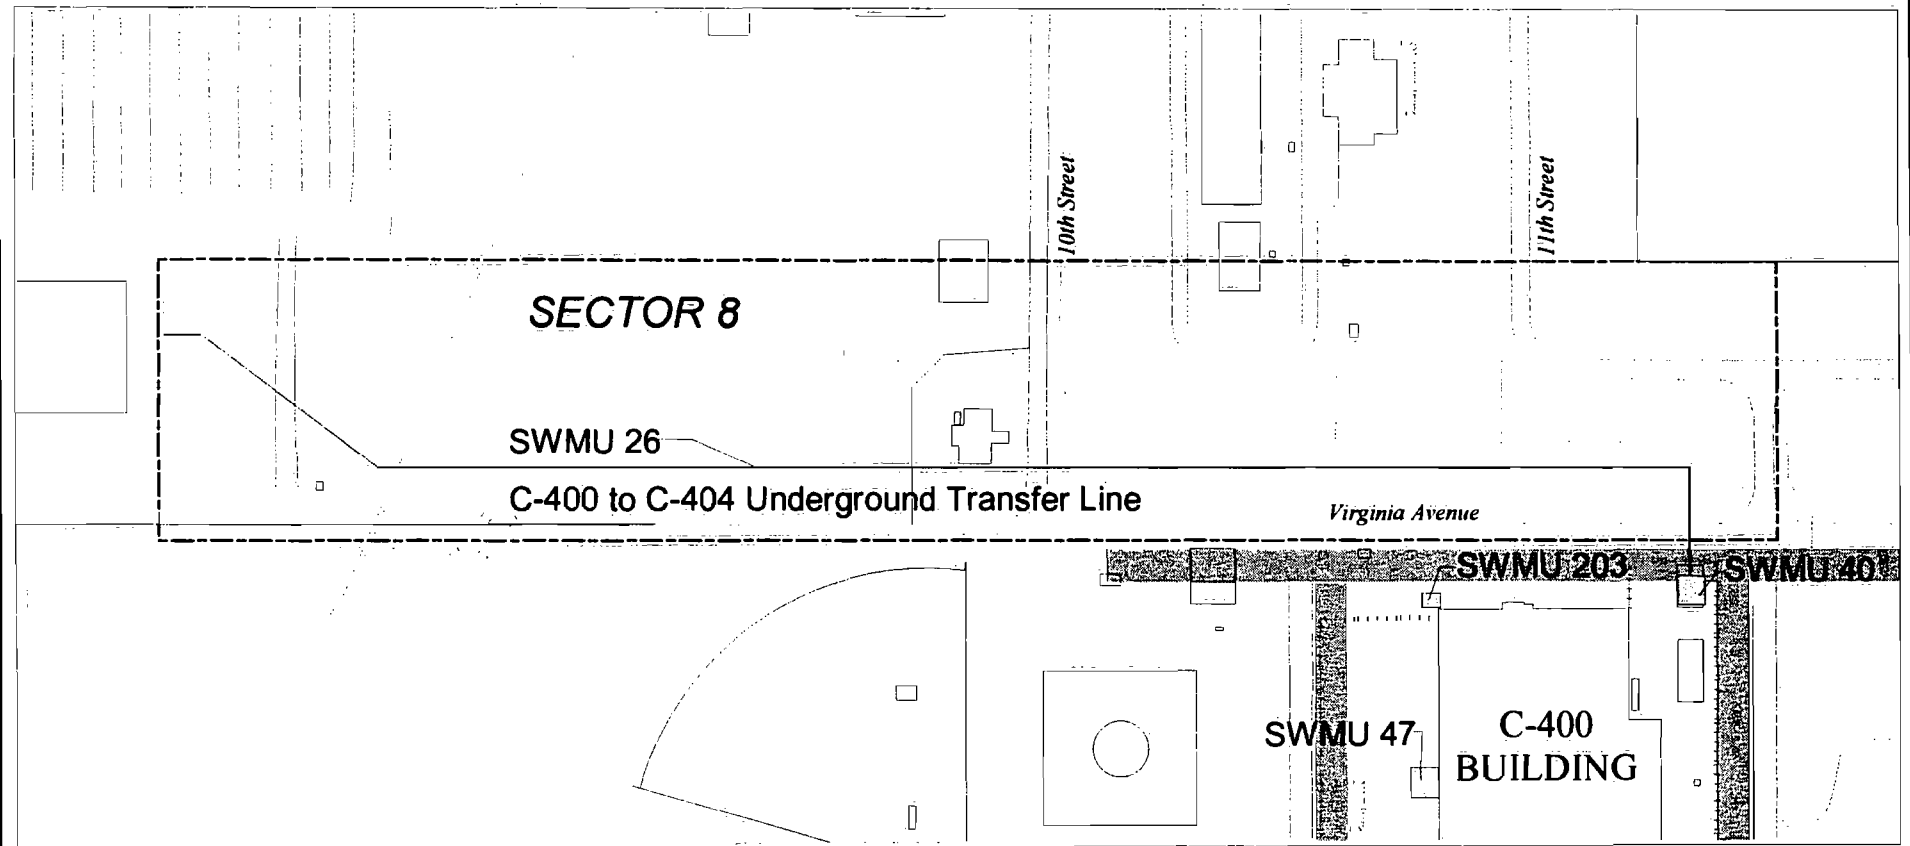 10th Street
11th Street
SECTOR 8
SWMU 26
C-400 to C-404 Underground Transfer Line
Virginia Avenue
SWMU 203
SWMU 40
SWMU 47
C-400
BUILDING